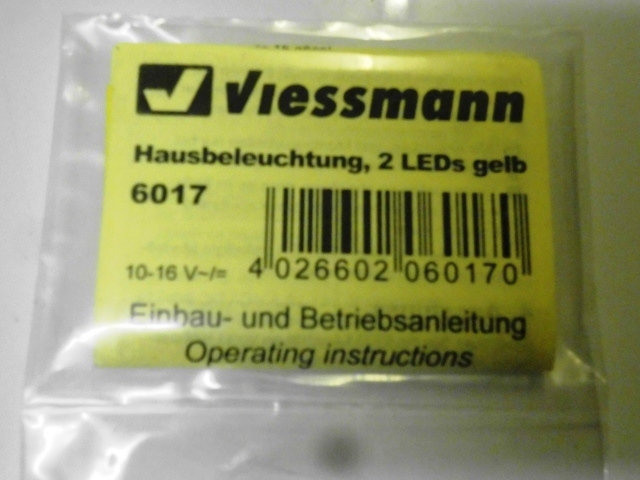 Viessmann
Hausbeleuchtung, 2 LEDs gelb
6017
10-16 V~/=
4 026602 060170
Einbau- und Betriebsanleitung
Operating instructions